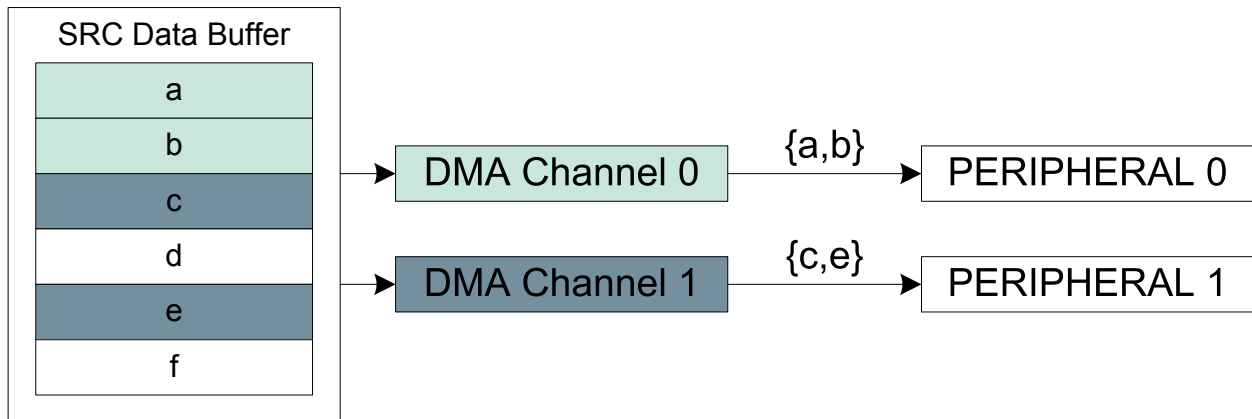 SRC Data Buffer
a
b
c
d
e
f
DMA Channel 0
{a,b}
PERIPHERAL 0
DMA Channel 1
{c,e}
PERIPHERAL 1